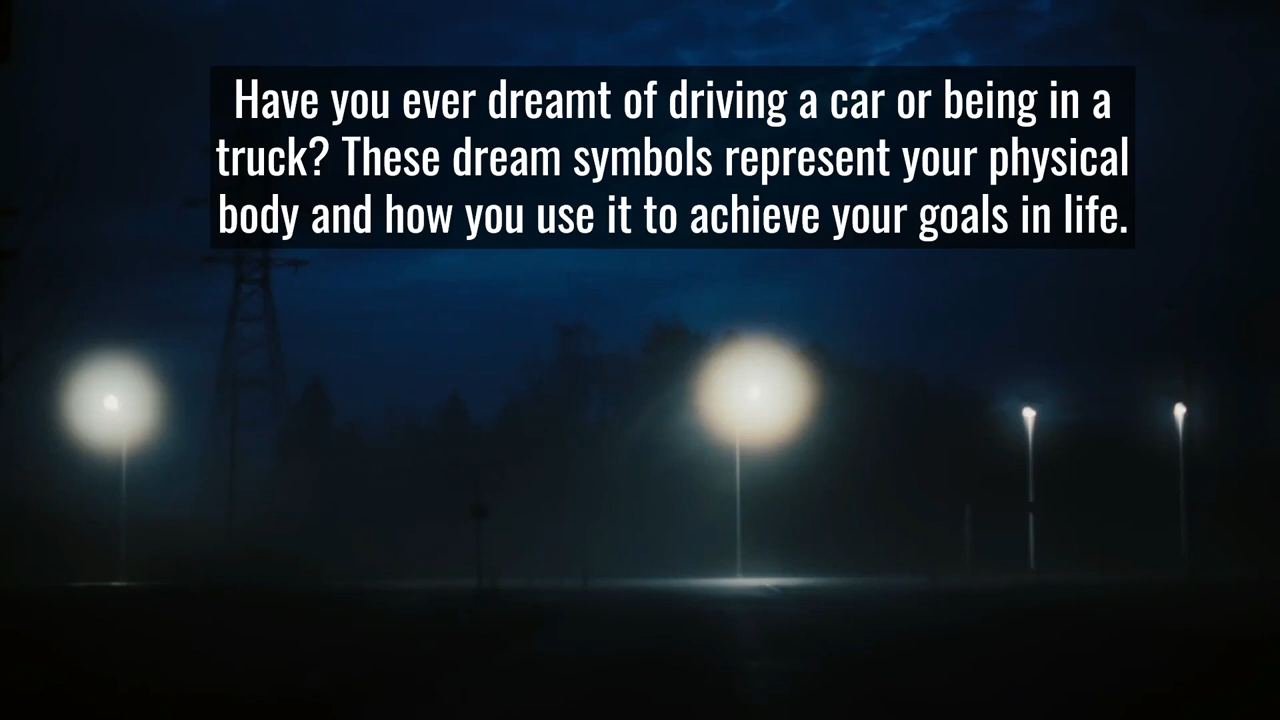 Have you ever dreamt of driving a car or being in a
truck? These dream symbols represent your physical
body and how you use it to achieve your goals in life.